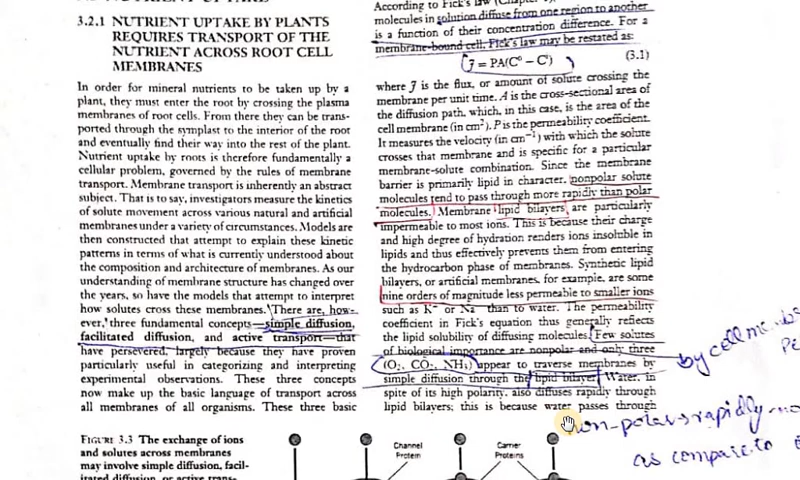 3.2.1 NUTRIENT UPTAKE BY PLANTS
REQUIRES TRANSPORT OF THE
NUTRIENT ACROSS ROOT CELL
MEMBRANES
In order for mineral nutrients to be taken up by a
plant, they must enter the root by crossing the plasma
membranes of root cells. From there they can be trans-
ported through the symplast to the interior of the root
and eventually find their way into the rest of the plant.
Nutrient uptake by roots is therefore fundamentally a
cellular problem, governed by the rules of membrane
transport. Membrane transport is inherently an abstract
subject. That is to say, investigators measure the kinetics
of solute movement across various natural and artificial
membranes under a variety of circumstances. Models are
then constructed that attempt to explain these kinetic
patterns in terms of what is currently understood about
the composition and architecture of membranes. As our
understanding of membrane structure has changed over
the years, so have the models that attempt to interpret
how solutes cross these membranes. There are, how-
ever, three fundamental concepts—simple diffusion,
facilitated diffusion, and active transport—that
have persevered, largely because they have proven
particularly useful in categorizing and interpreting
experimental observations. These three concepts
now make up the basic language of transport across
all membranes of all organisms. These three basic
According to Fick's law
molecules in solution diffuse from one region to another
is a function of their concentration difference. For a
membrane-bound cell, Fick's law may be restated as:
J = PA(C° − Cⁱ) (3.1)
where J is the flux, or amount of solute crossing the
membrane per unit time. A is the cross-sectional area of
the diffusion path, which, in this case, is the area of the
cell membrane (in cm²). P is the permeability coefficient.
It measures the velocity (in cm⁻¹) with which the solute
crosses that membrane and is specific for a particular
membrane-solute combination. Since the membrane
barrier is primarily lipid in character, nonpolar solute
molecules tend to pass through more rapidly than polar
molecules. Membrane lipid bilayers are particularly
impermeable to most ions. This is because their charge
and high degree of hydration renders ions insoluble in
lipids and thus effectively prevents them from entering
the hydrocarbon phase of membranes. Synthetic lipid
bilayers, or artificial membranes, for example, are some
nine orders of magnitude less permeable to smaller ions
such as K⁺ or Na⁺ than to water. The permeability
coefficient in Fick's equation thus generally reflects
the lipid solubility of diffusing molecules. Few solutes
of biological importance are nonpolar and only three
(O₂, CO₂, NH₃) appear to traverse membranes by
simple diffusion through the lipid bilayer. Water, in
spite of its high polarity, also diffuses rapidly through
lipid bilayers; this is because water passes through
by cell
non-polar rapidly
as compare to
FIGURE 3.3 The exchange of ions
and solutes across membranes
may involve simple diffusion, facil-
itated diffusion, or active trans-
Channel
Protein
Carrier
Proteins